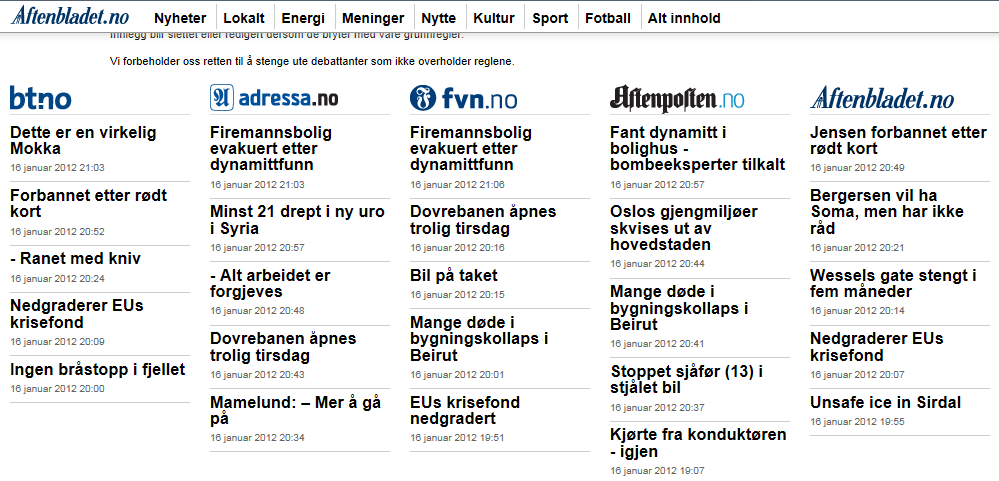 Aftenbladet.no
Nyheter Lokalt Energi Meninger Nytte Kultur Sport Fotball Alt innhold
Innlegg blir slettet eller redigert dersom de bryter med våre grunnregler.
Vi forbeholder oss retten til å stenge ute debattanter som ikke overholder reglene.
bt.no
Dette er en virkelig
Mokka
16 januar 2012 21:03
Forbannet etter rødt
kort
16 januar 2012 20:52
- Ranet med kniv
16 januar 2012 20:24
Nedgraderer EUs
krisefond
16 januar 2012 20:09
Ingen bråstopp i fjellet
16 januar 2012 20:00
A adressa.no
Firemannsbolig
evakuert etter
dynamittfunn
16 januar 2012 21:03
Minst 21 drept i ny uro
i Syria
16 januar 2012 20:57
- Alt arbeidet er
forgjeves
16 januar 2012 20:48
Dovrebanen åpnes
trolig tirsdag
16 januar 2012 20:43
Mamelund: – Mer å gå
på
16 januar 2012 20:34
F fvn.no
Firemannsbolig
evakuert etter
dynamittfunn
16 januar 2012 21:06
Dovrebanen åpnes
trolig tirsdag
16 januar 2012 20:16
Bil på taket
16 januar 2012 20:15
Mange døde i
bygningskollaps i
Beirut
16 januar 2012 20:01
EUs krisefond
nedgradert
16 januar 2012 19:51
Aftenposten.no
Fant dynamitt i
bolighus -
bombeeksperter tilkalt
16 januar 2012 20:57
Oslos gjengmiljøer
skvises ut av
hovedstaden
16 januar 2012 20:44
Mange døde i
bygningskollaps i
Beirut
16 januar 2012 20:41
Stoppet sjåfør (13) i
stjålet bil
16 januar 2012 20:37
Kjørte fra konduktøren
- igjen
16 januar 2012 19:07
Aftenbladet.no
Jensen forbannet etter
rødt kort
16 januar 2012 20:49
Bergersen vil ha
Soma, men har ikke
råd
16 januar 2012 20:21
Wessels gate stengt i
fem måneder
16 januar 2012 20:14
Nedgraderer EUs
krisefond
16 januar 2012 20:07
Unsafe ice in Sirdal
16 januar 2012 19:55